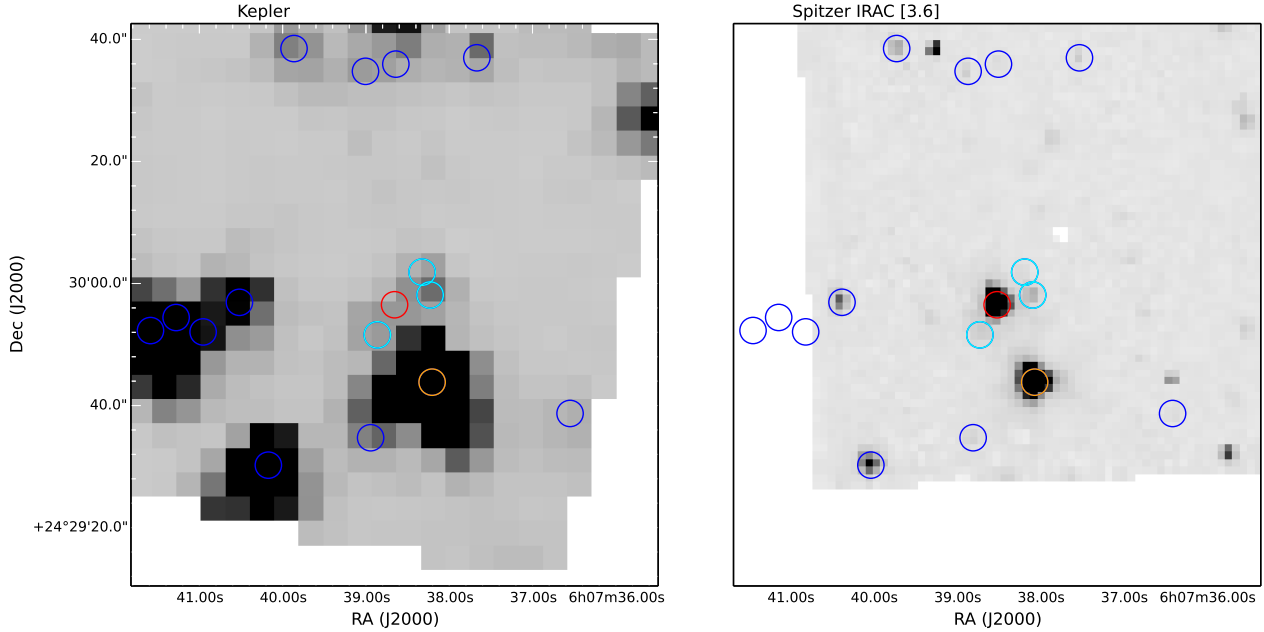 Kepler
Spitzer IRAC [3.6]
40.0"
20.0"
30'00.0"
40.0"
+24°29'20.0"
Dec (J2000)
41.00s 40.00s 39.00s 38.00s 37.00s 6h07m36.00s
RA (J2000)
41.00s 40.00s 39.00s 38.00s 37.00s 6h07m36.00s
RA (J2000)